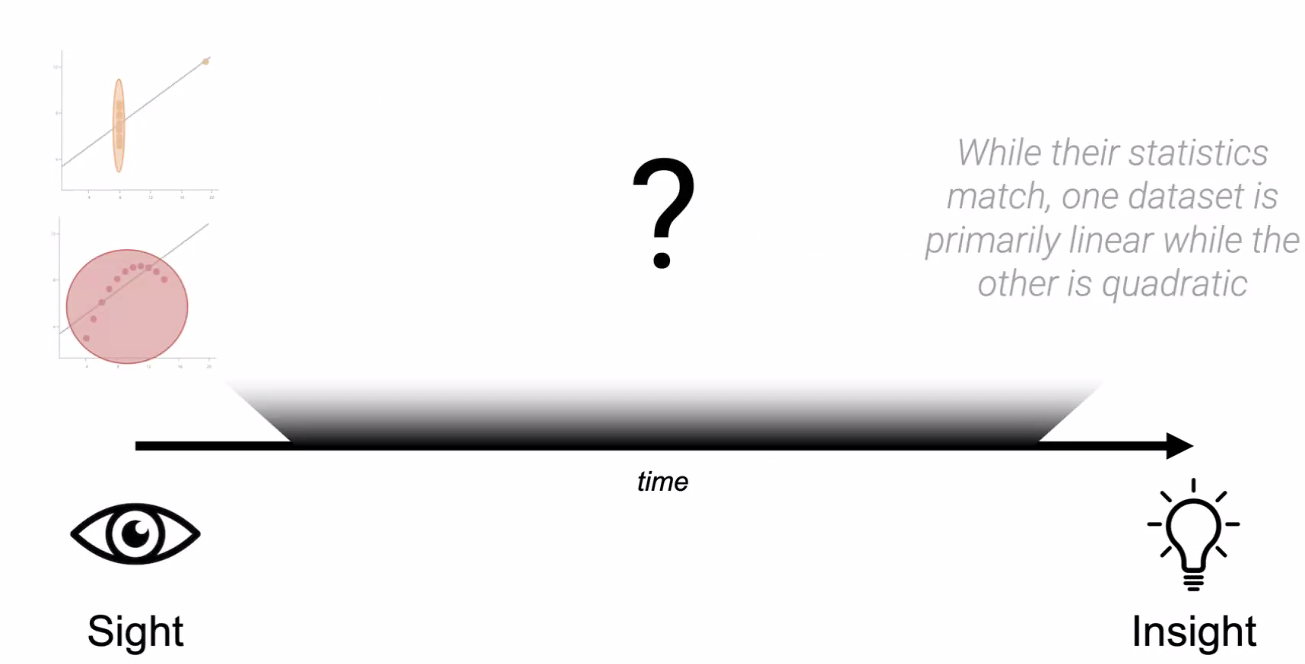 While their statistics
match, one dataset is
primarily linear while the
other is quadratic
?
time
Sight
Insight